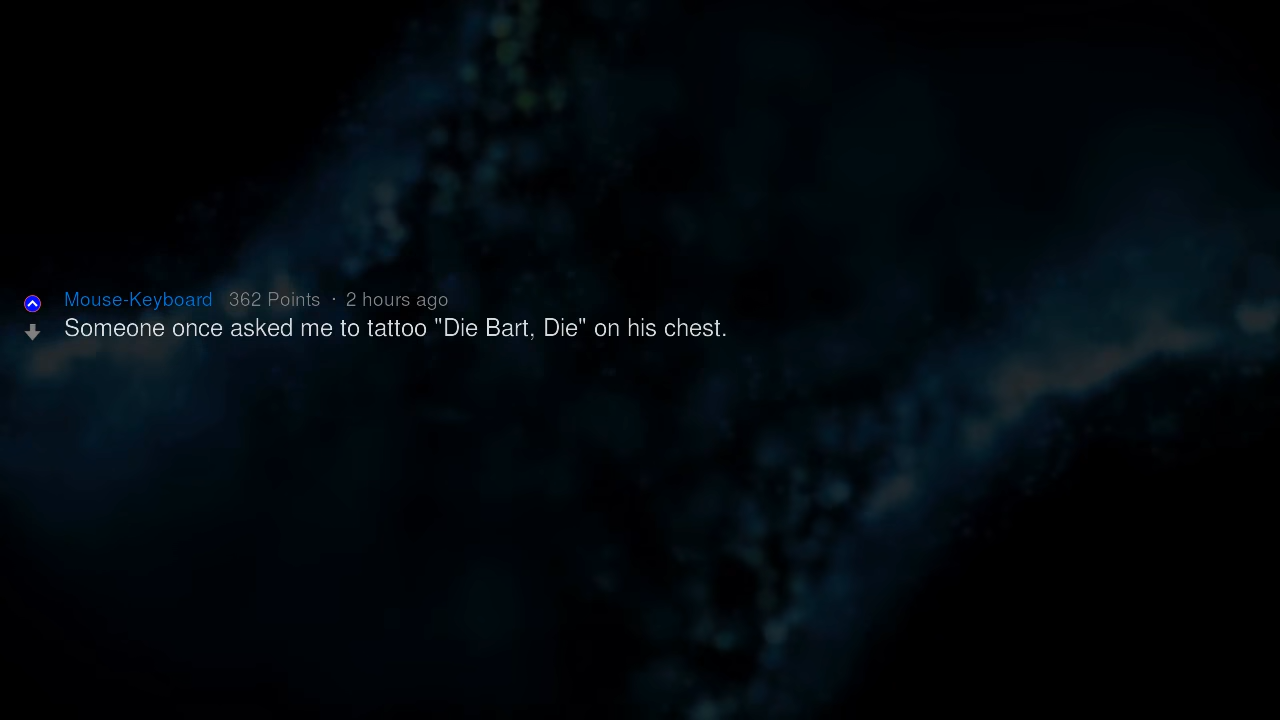 Mouse-Keyboard 362 Points · 2 hours ago
Someone once asked me to tattoo "Die Bart, Die" on his chest.